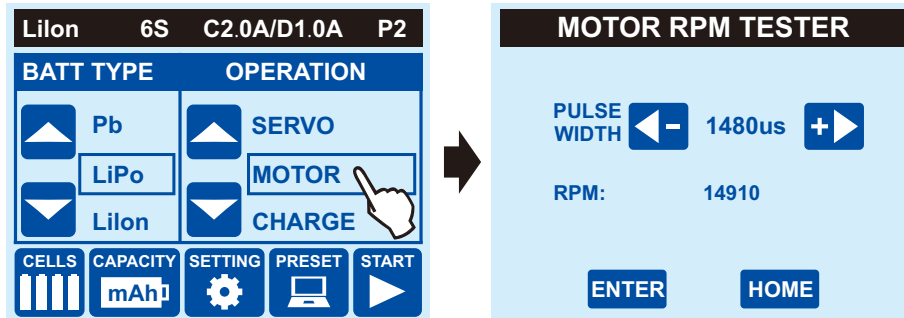 LiIon 6S C2.0A/D1.0A P2
BATT TYPE OPERATION
Pb SERVO
LiPo MOTOR
LiIon CHARGE
CELLS CAPACITY SETTING PRESET START
mAh
MOTOR RPM TESTER
PULSE WIDTH - 1480us +
RPM: 14910
ENTER HOME